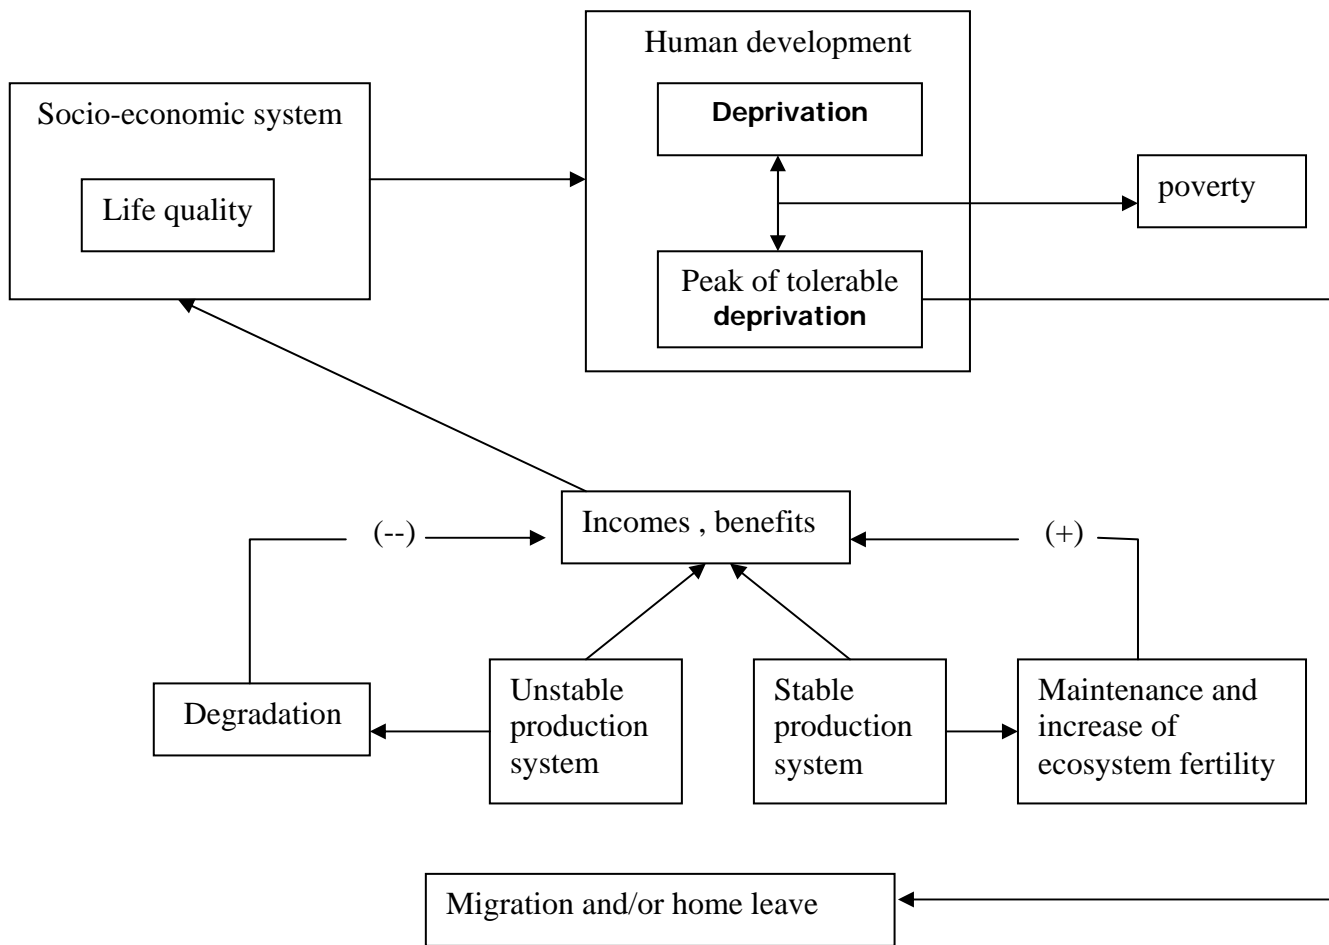 Human development
Deprivation
Socio-economic system
Life quality
poverty
Peak of tolerable
deprivation
Incomes , benefits
(--)
(+)
Degradation
Unstable
production
system
Stable
production
system
Maintenance and
increase of
ecosystem fertility
Migration and/or home leave